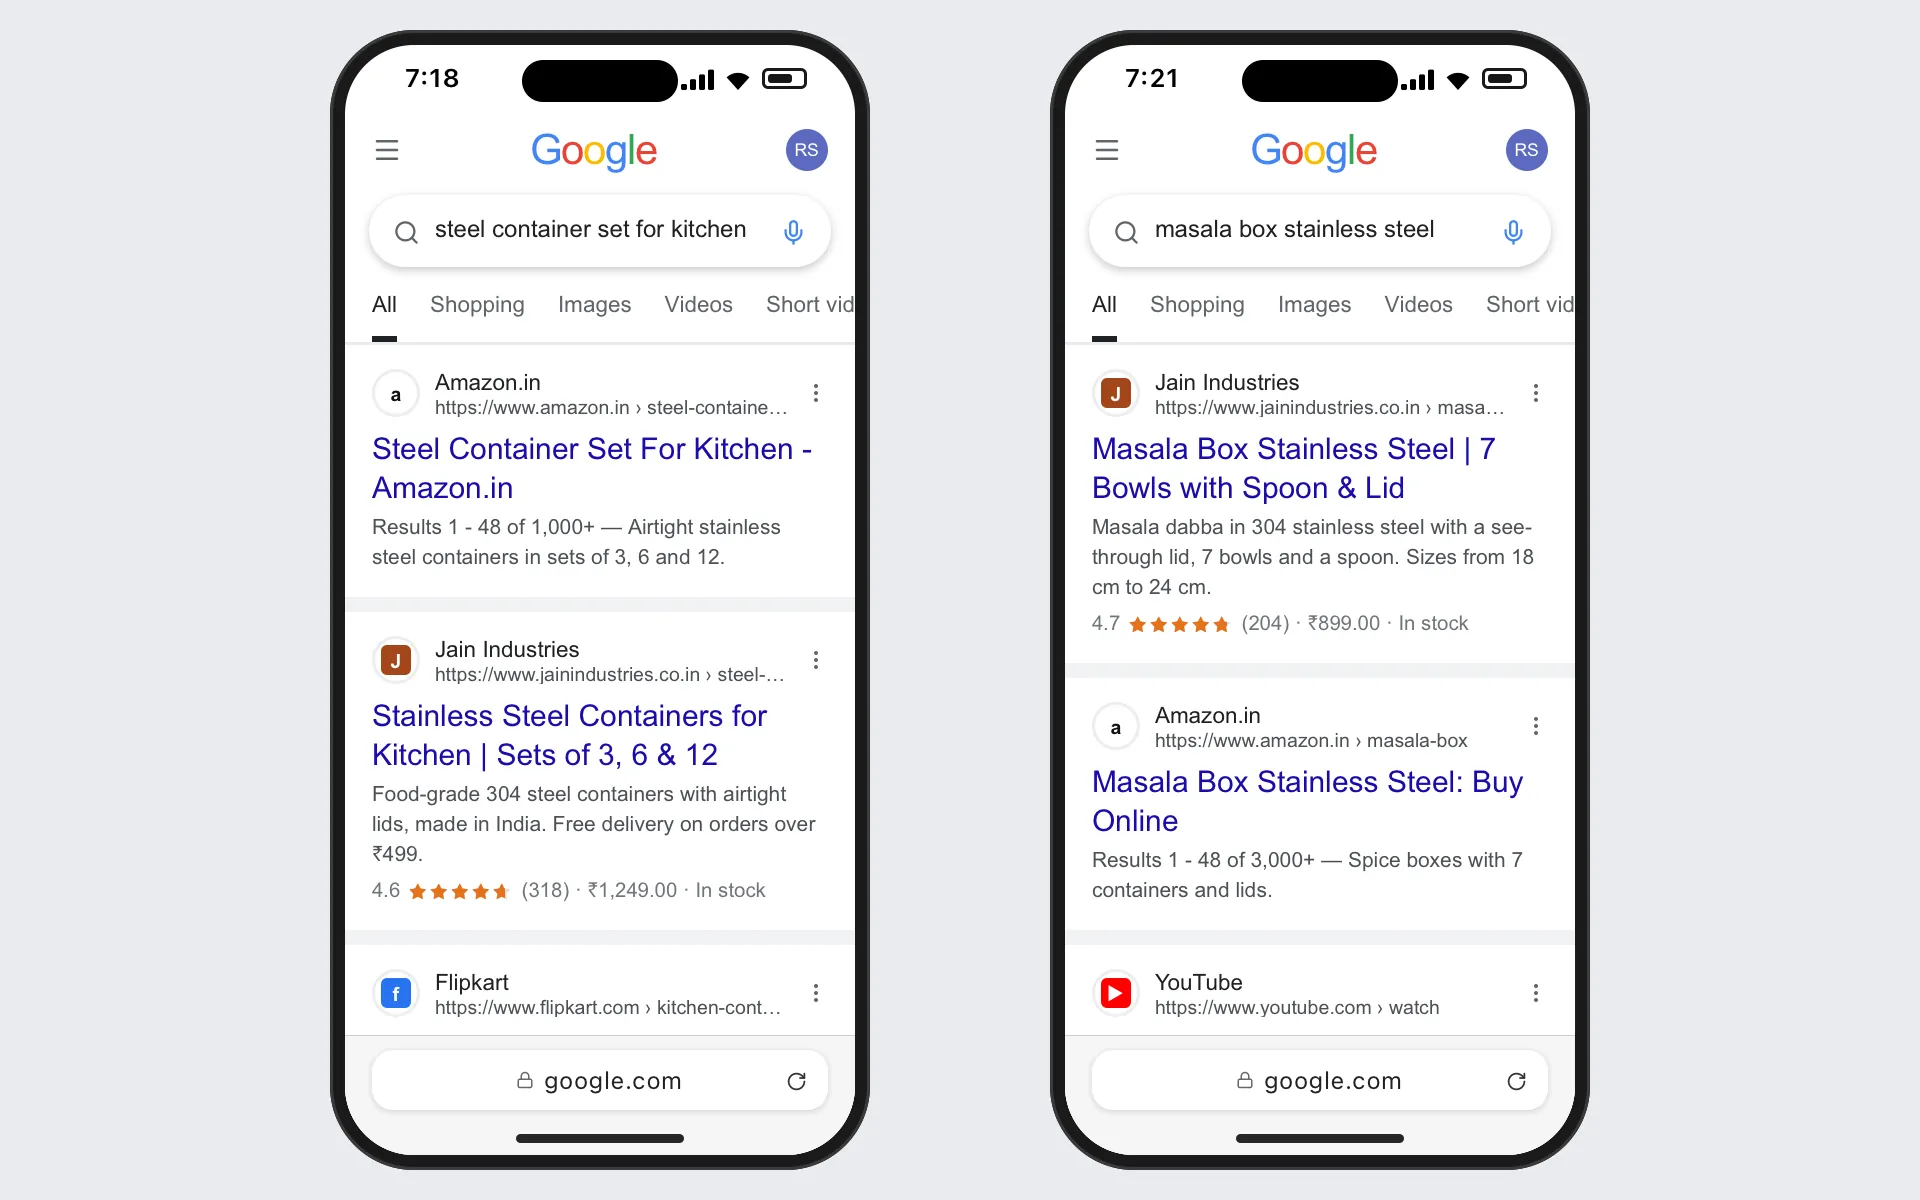 7:18
Google
RS
steel container set for kitchen
All Shopping Images Videos Short vid
a
Amazon.in
https://www.amazon.in › steel-containe…
Steel Container Set For Kitchen -
Amazon.in
Results 1 - 48 of 1,000+ — Airtight stainless
steel containers in sets of 3, 6 and 12.
J
Jain Industries
https://www.jainindustries.co.in › steel-…
Stainless Steel Containers for
Kitchen | Sets of 3, 6 & 12
Food-grade 304 steel containers with airtight
lids, made in India. Free delivery on orders over
₹499.
4.6 (318) · ₹1,249.00 · In stock
f
Flipkart
https://www.flipkart.com › kitchen-cont…
google.com
7:21
Google
RS
masala box stainless steel
All Shopping Images Videos Short vid
J
Jain Industries
https://www.jainindustries.co.in › masa…
Masala Box Stainless Steel | 7
Bowls with Spoon & Lid
Masala dabba in 304 stainless steel with a see-
through lid, 7 bowls and a spoon. Sizes from 18
cm to 24 cm.
4.7 (204) · ₹899.00 · In stock
a
Amazon.in
https://www.amazon.in › masala-box
Masala Box Stainless Steel: Buy
Online
Results 1 - 48 of 3,000+ — Spice boxes with 7
containers and lids.
YouTube
https://www.youtube.com › watch
google.com